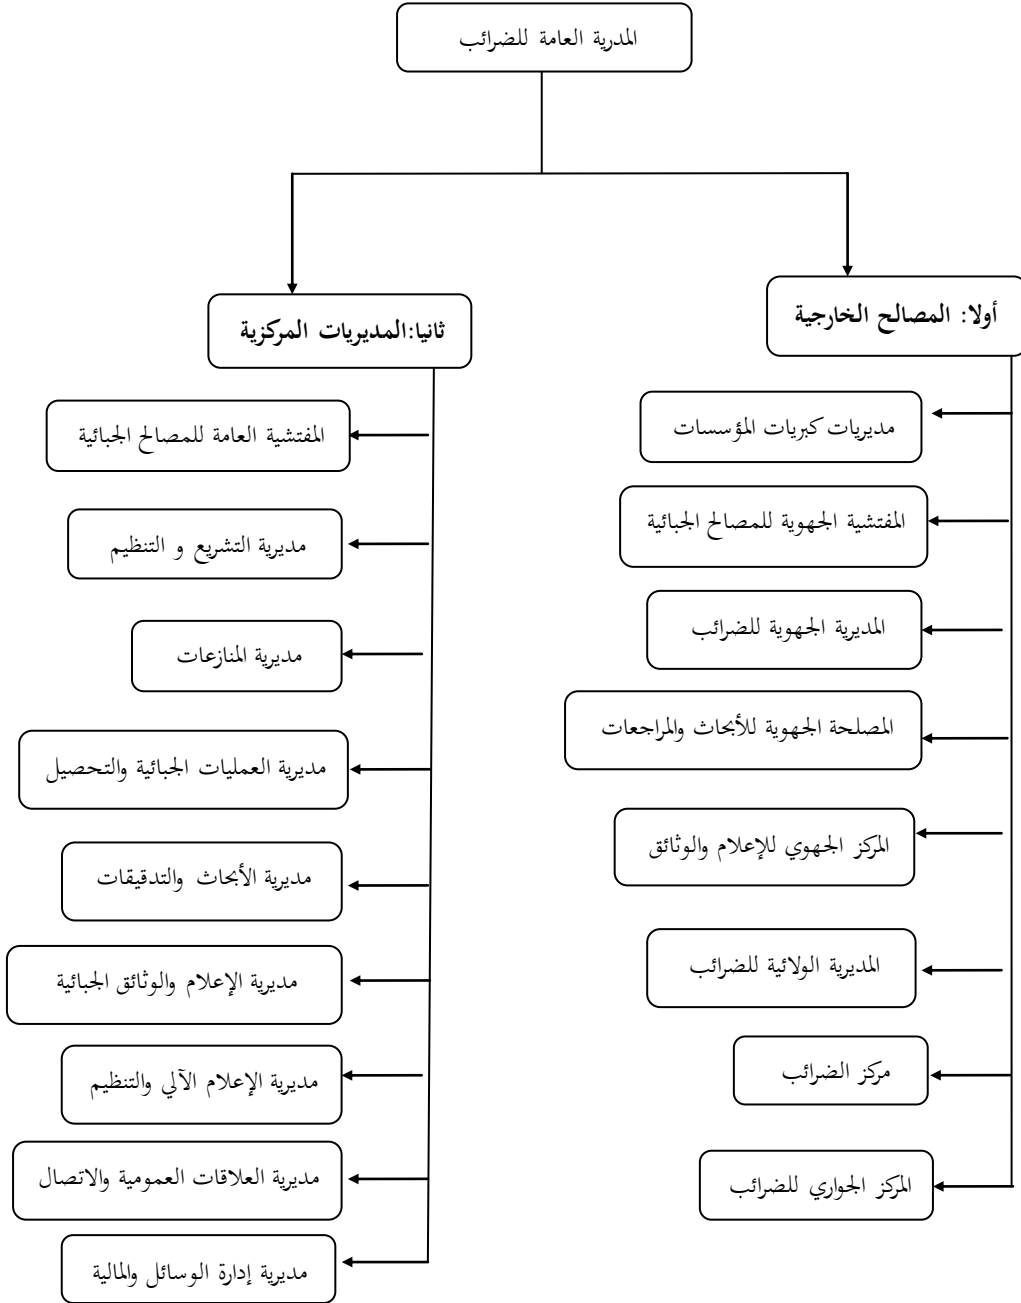 المدرية العامة للضرائب
أولا: المصالح الخارجية
مديريات كبريات المؤسسات
المفتشية الجهوية للمصالح الجبائية
المديرية الجهوية للضرائب
المصلحة الجهوية للأبحاث والمراجعات
المركز الجهوي للإعلام والوثائق
المديرية الولائية للضرائب
مركز الضرائب
المركز الجواري للضرائب
ثانيا:المديريات المركزية
المفتشية العامة للمصالح الجبائية
مديرية التشريع و التنظيم
مديرية المنازعات
مديرية العمليات الجبائية والتحصيل
مديرية الأبحاث والتدقيقات
مديرية الإعلام والوثائق الجبائية
مديرية الإعلام الآلي والتنظيم
مديرية العلاقات العمومية والاتصال
مديرية إدارة الوسائل والمالية